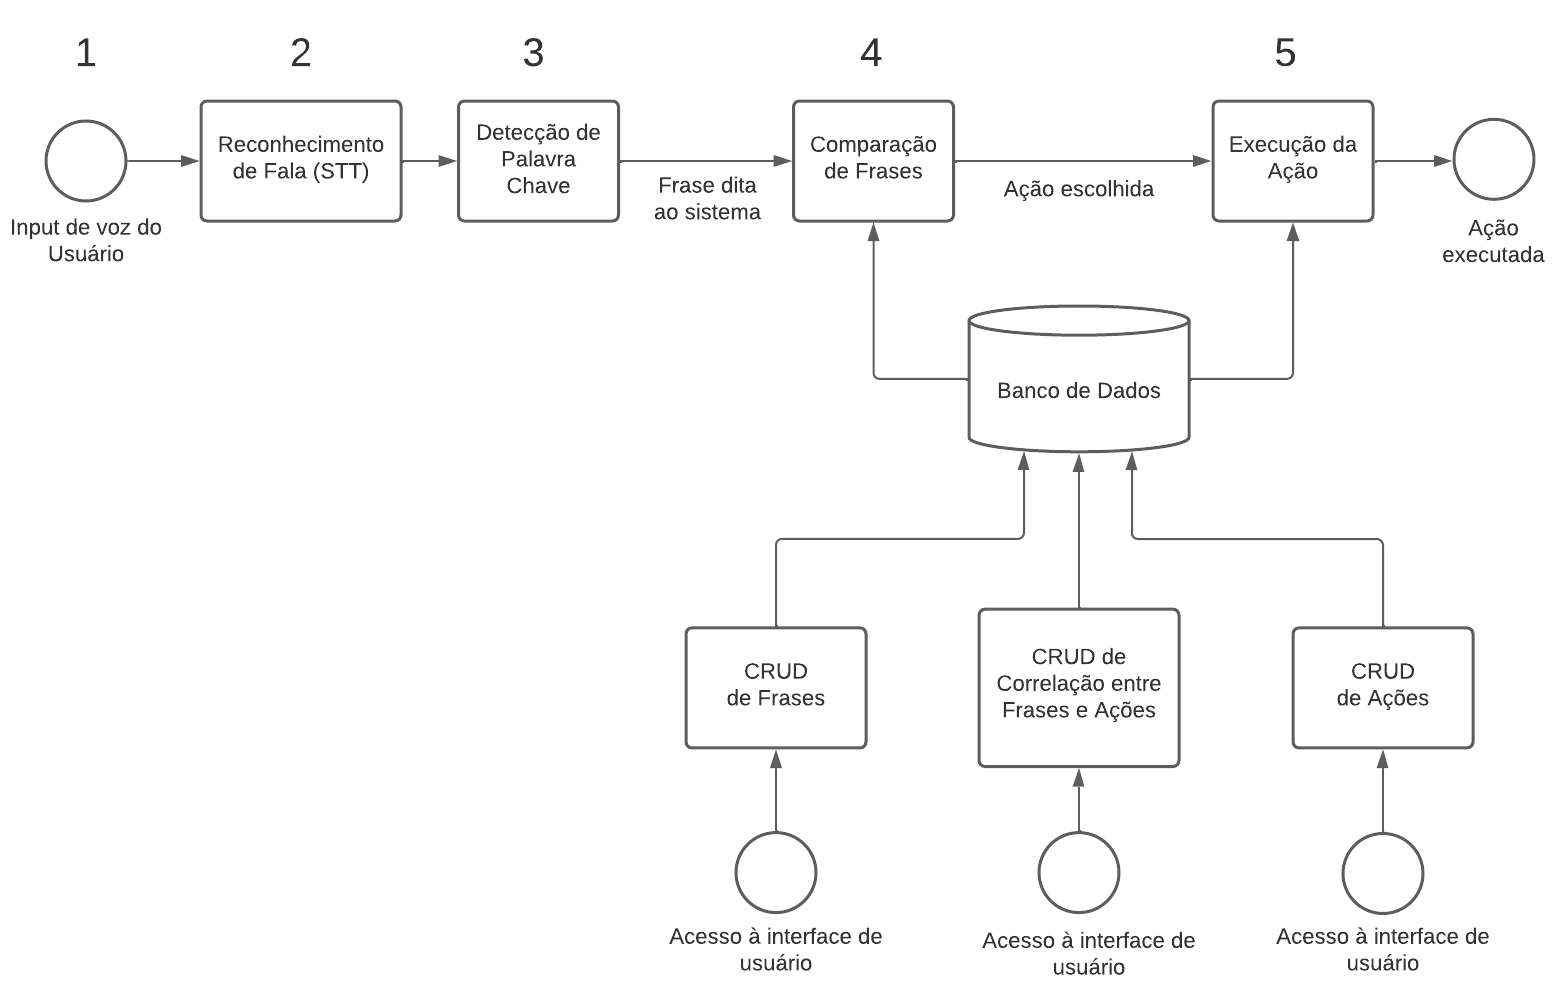 1
2
3
4
5
Input de voz do
Usuário
Reconhecimento
de Fala (STT)
Detecção de
Palavra
Chave
Frase dita
ao sistema
Comparação
de Frases
Ação escolhida
Execução da
Ação
Ação
executada
Banco de Dados
CRUD
de Frases
CRUD de
Correlação entre
Frases e Ações
CRUD
de Ações
Acesso à interface de
usuário
Acesso à interface de
usuário
Acesso à interface de
usuário